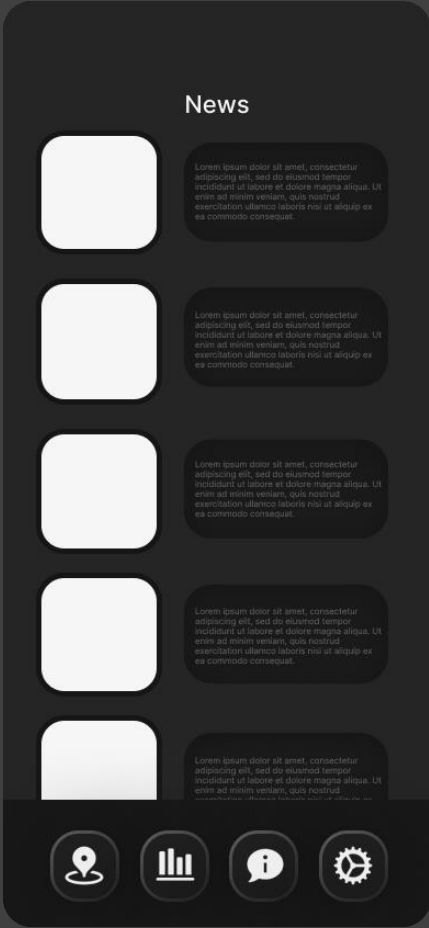 News
Lorem ipsum dolor sit amet, consectetur
adipiscing elit, sed do eiusmod tempor
incididunt ut labore et dolore magna aliqua. Ut
enim ad minim veniam, quis nostrud
exercitation ullamco laboris nisi ut aliquip ex
ea commodo consequat.
Lorem ipsum dolor sit amet, consectetur
adipiscing elit, sed do eiusmod tempor
incididunt ut labore et dolore magna aliqua. Ut
enim ad minim veniam, quis nostrud
exercitation ullamco laboris nisi ut aliquip ex
ea commodo consequat.
Lorem ipsum dolor sit amet, consectetur
adipiscing elit, sed do eiusmod tempor
incididunt ut labore et dolore magna aliqua. Ut
enim ad minim veniam, quis nostrud
exercitation ullamco laboris nisi ut aliquip ex
ea commodo consequat.
Lorem ipsum dolor sit amet, consectetur
adipiscing elit, sed do eiusmod tempor
incididunt ut labore et dolore magna aliqua. Ut
enim ad minim veniam, quis nostrud
exercitation ullamco laboris nisi ut aliquip ex
ea commodo consequat.
Lorem ipsum dolor sit amet, consectetur
adipiscing elit, sed do eiusmod tempor
incididunt ut labore et dolore magna aliqua. Ut
enim ad minim veniam, quis nostrud